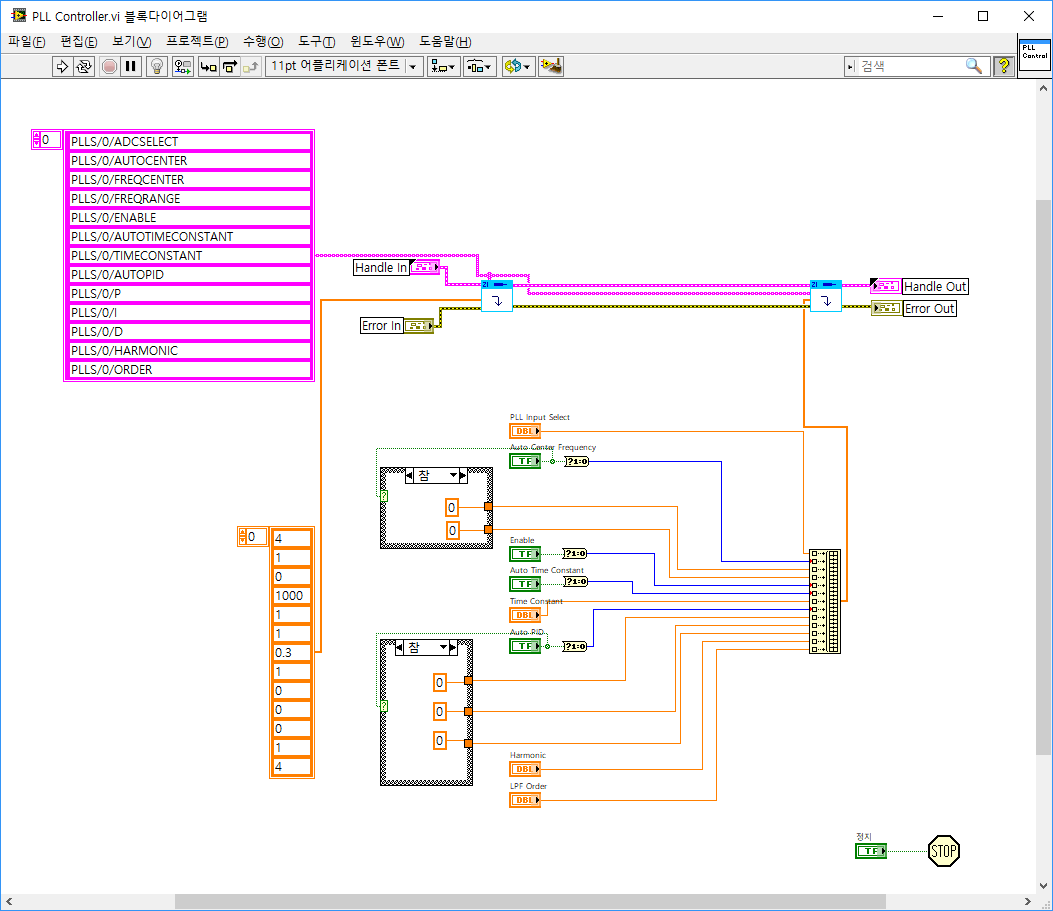 PLL Controller.vi 블록다이어그램
파일(F) 편집(E) 보기(V) 프로젝트(P) 수행(O) 도구(T) 윈도우(W) 도움말(H)
11pt 어플리케이션 폰트
검색
?
PLL
Control
0
PLLS/0/ADCSELECT
PLLS/0/AUTOCENTER
PLLS/0/FREQCENTER
PLLS/0/FREQRANGE
PLLS/0/ENABLE
PLLS/0/AUTOTIMECONSTANT
PLLS/0/TIMECONSTANT
PLLS/0/AUTOPID
PLLS/0/P
PLLS/0/I
PLLS/0/D
PLLS/0/HARMONIC
PLLS/0/ORDER
Handle In
Error In
ZI
ZI
Handle Out
Error Out
PLL Input Select
DBL
Auto Center Frequency
TF
?1:0
참
?
0
0
Enable
TF
?1:0
Auto Time Constant
TF
?1:0
Time Constant
DBL
Auto PID
TF
?1:0
참
?
0
0
0
Harmonic
DBL
LPF Order
DBL
0
4
1
0
1000
1
1
0.3
1
0
0
0
1
4
정지
TF
STOP